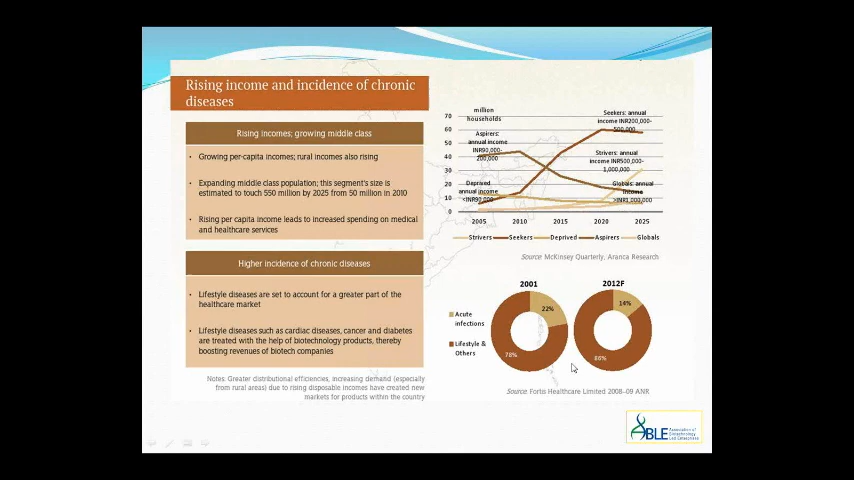 Rising income and incidence of chronic
diseases
Rising incomes; growing middle class
• Growing per-capita incomes; rural incomes also rising
• Expanding middle class population; this segment's size is
estimated to touch 550 million by 2025 from 50 million in 2010
• Rising per capita income leads to increased spending on medical
and healthcare services
Higher incidence of chronic diseases
• Lifestyle diseases are set to account for a greater part of the
healthcare market
• Lifestyle diseases such as cardiac diseases, cancer and diabetes
are treated with the help of biotechnology products, thereby
boosting revenues of biotech companies
Notes: Greater distributional efficiencies, increasing demand (especially
from rural areas) due to rising disposable incomes have created new
markets for products within the country
million
households
70
60
50
40
30
20
10
0
Aspirers:
annual income
INR90,000-
200,000
Deprived
annual income
<INR90,000
Seekers: annual
income INR200,000-
500,000
Strivers: annual
income INR500,000-
1,000,000
Globals: annual
income
>INR1,000,000
2005 2010 2015 2020 2025
Strivers Seekers Deprived Aspirers Globals
Source: McKinsey Quarterly, Aranca Research
2001 2012F
Acute
infections
Lifestyle &
Others
22%
78%
14%
86%
Source: Fortis Healthcare Limited 2008–09 ANR
ABLE
Association of
Biotechnology
Led Enterprises